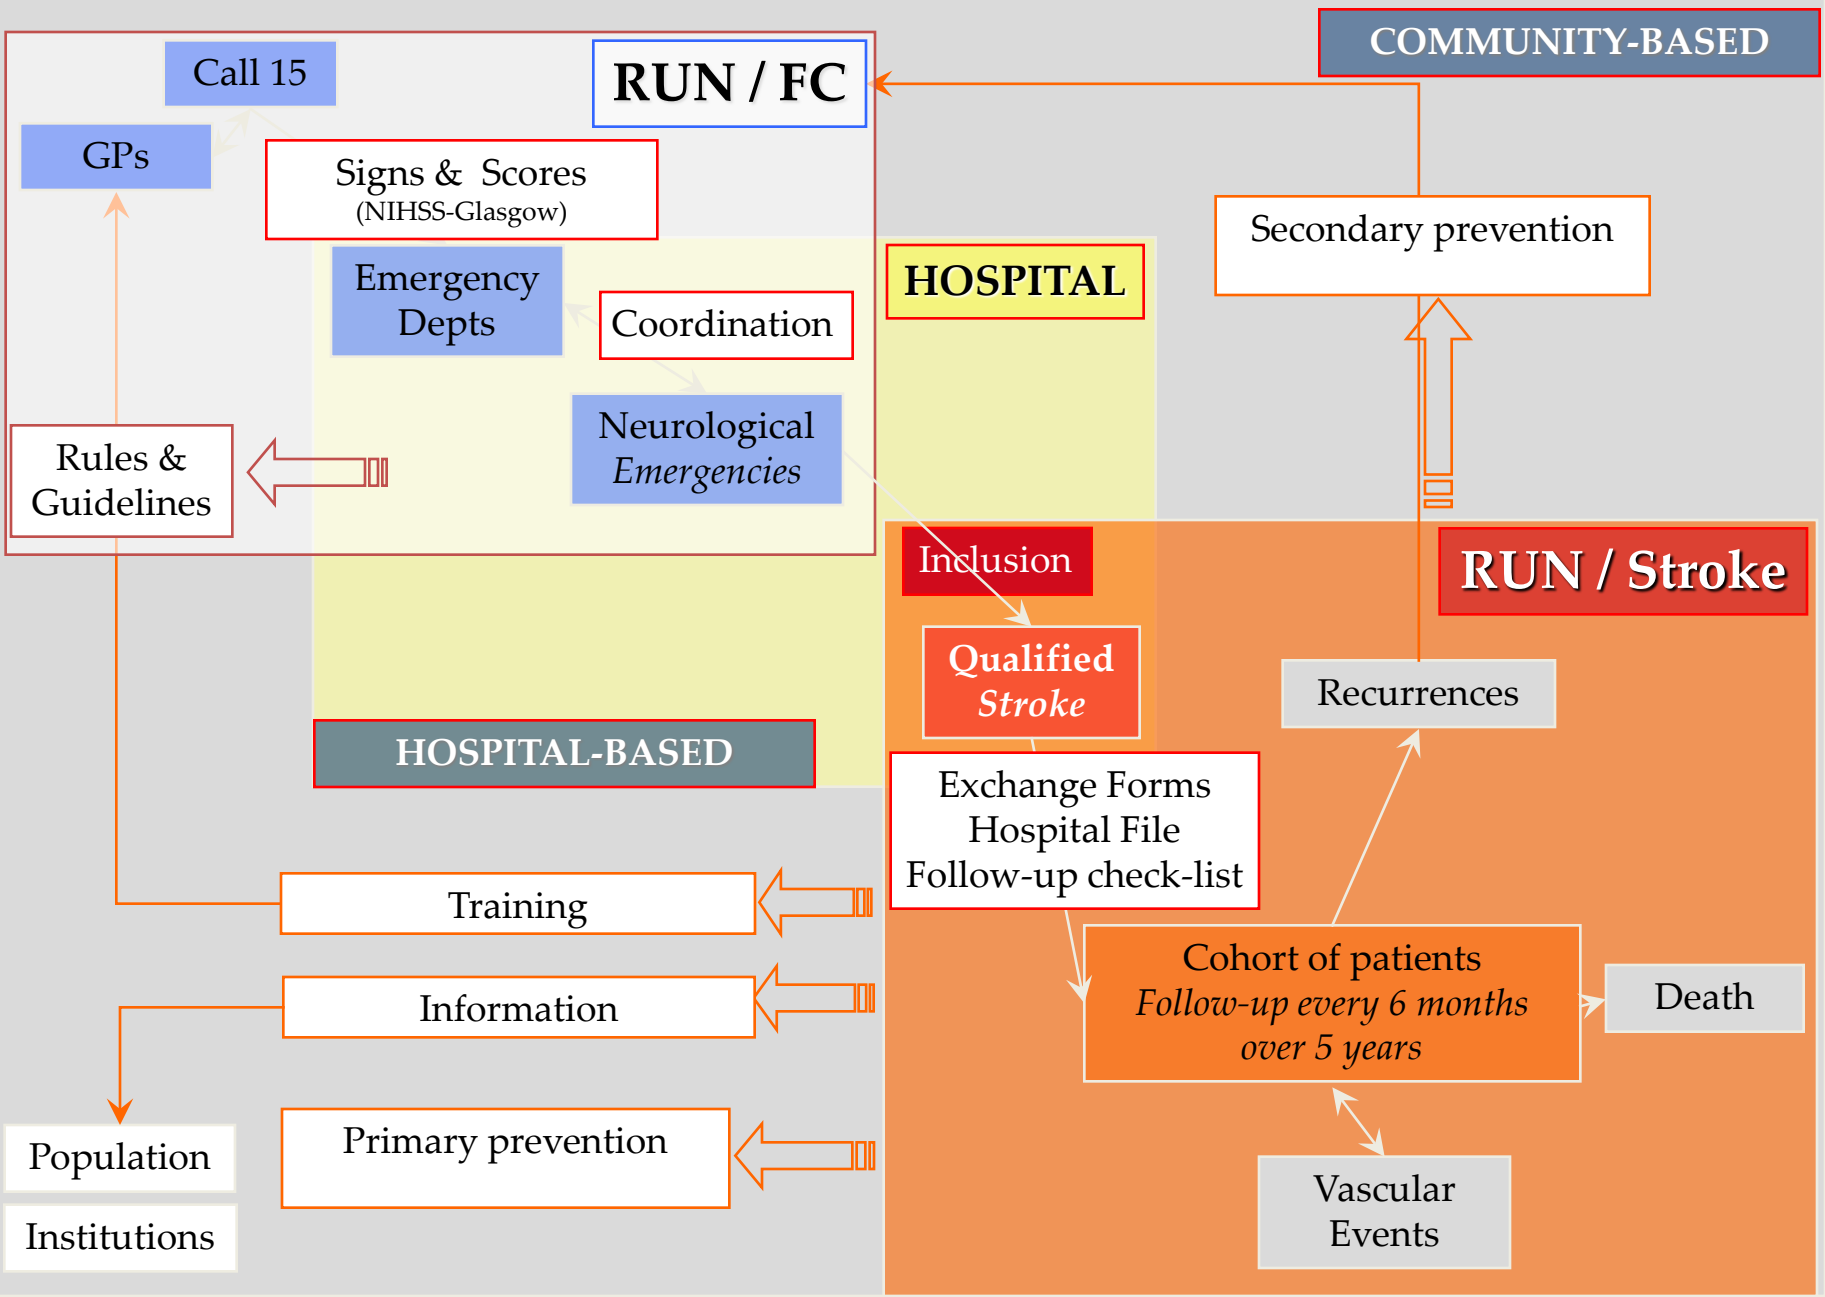 COMMUNITY-BASED
Call 15
RUN / FC
GPs
Signs &  Scores
(NIHSS-Glasgow)
Secondary prevention
Emergency
Depts
HOSPITAL
Coordination
Neurological
Emergencies
Rules &
Guidelines
Inclusion
RUN / Stroke
Qualified
Stroke
Recurrences
HOSPITAL-BASED
Exchange Forms
Hospital File
Follow-up check-list
Training
Cohort of patients
Follow-up every 6 months
over 5 years
Death
Information
Population
Primary prevention
Vascular
Events
Institutions